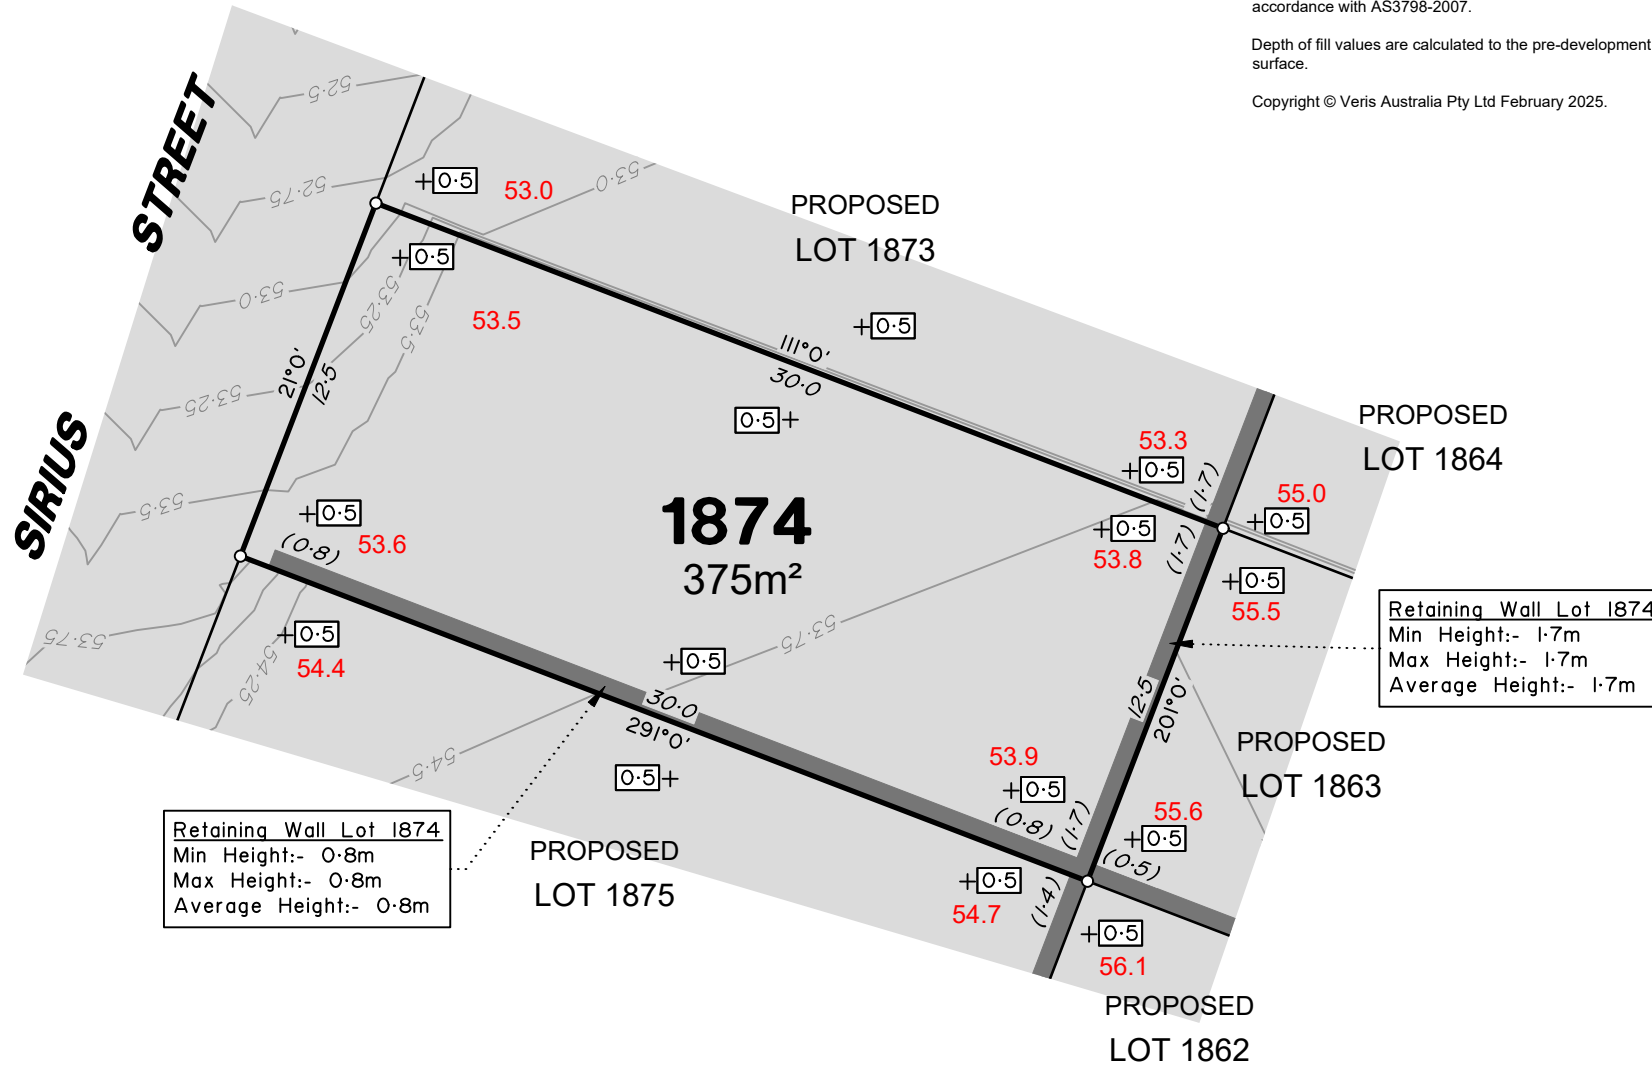 accordance with AS3798-2007.
Depth of fill values are calculated to the pre-development
surface.
Copyright © Veris Australia Pty Ltd February 2025.
SIRIUS STREET
52·5
52·75
53·0
53·25
53·5
53·75
54·25
54·5
53·25
53·5
53·0
53·75
+0·5
53.0
+0·5
53.5
PROPOSED
LOT 1873
+0·5
111°0'
30·0
0·5+
21°0'
12·5
53.3
+0·5
(1·7)
PROPOSED
LOT 1864
55.0
+0·5
+0·5
53.8
(1·7)
+0·5
55.5
1874
375m²
+0·5
53.6
(0·8)
+0·5
54.4
+0·5
30·0
291°0'
0·5+
12·5
201°0'
Retaining Wall Lot 1874
Min Height:- 1·7m
Max Height:- 1·7m
Average Height:- 1·7m
PROPOSED
LOT 1863
53.9
+0·5
(0·8)
(1·7)
55.6
+0·5
(0·5)
Retaining Wall Lot 1874
Min Height:- 0·8m
Max Height:- 0·8m
Average Height:- 0·8m
PROPOSED
LOT 1875
+0·5
54.7
(1·4)
+0·5
56.1
PROPOSED
LOT 1862